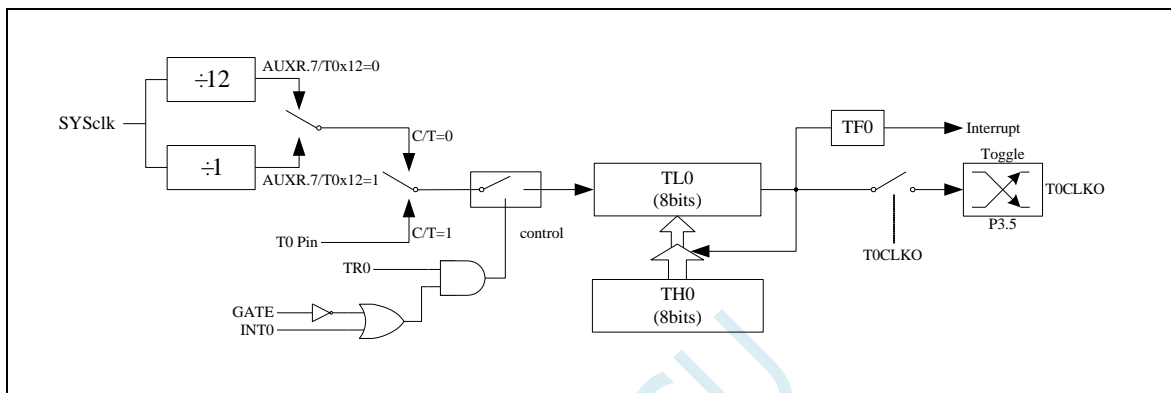 ÷12
AUXR.7/T0x12=0
SYSclk
÷1
AUXR.7/T0x12=1
C/T=0
T0 Pin
C/T=1
control
TR0
GATE
INT0
TL0
(8bits)
TH0
(8bits)
TF0
Interrupt
Toggle
T0CLKO
P3.5
T0CLKO